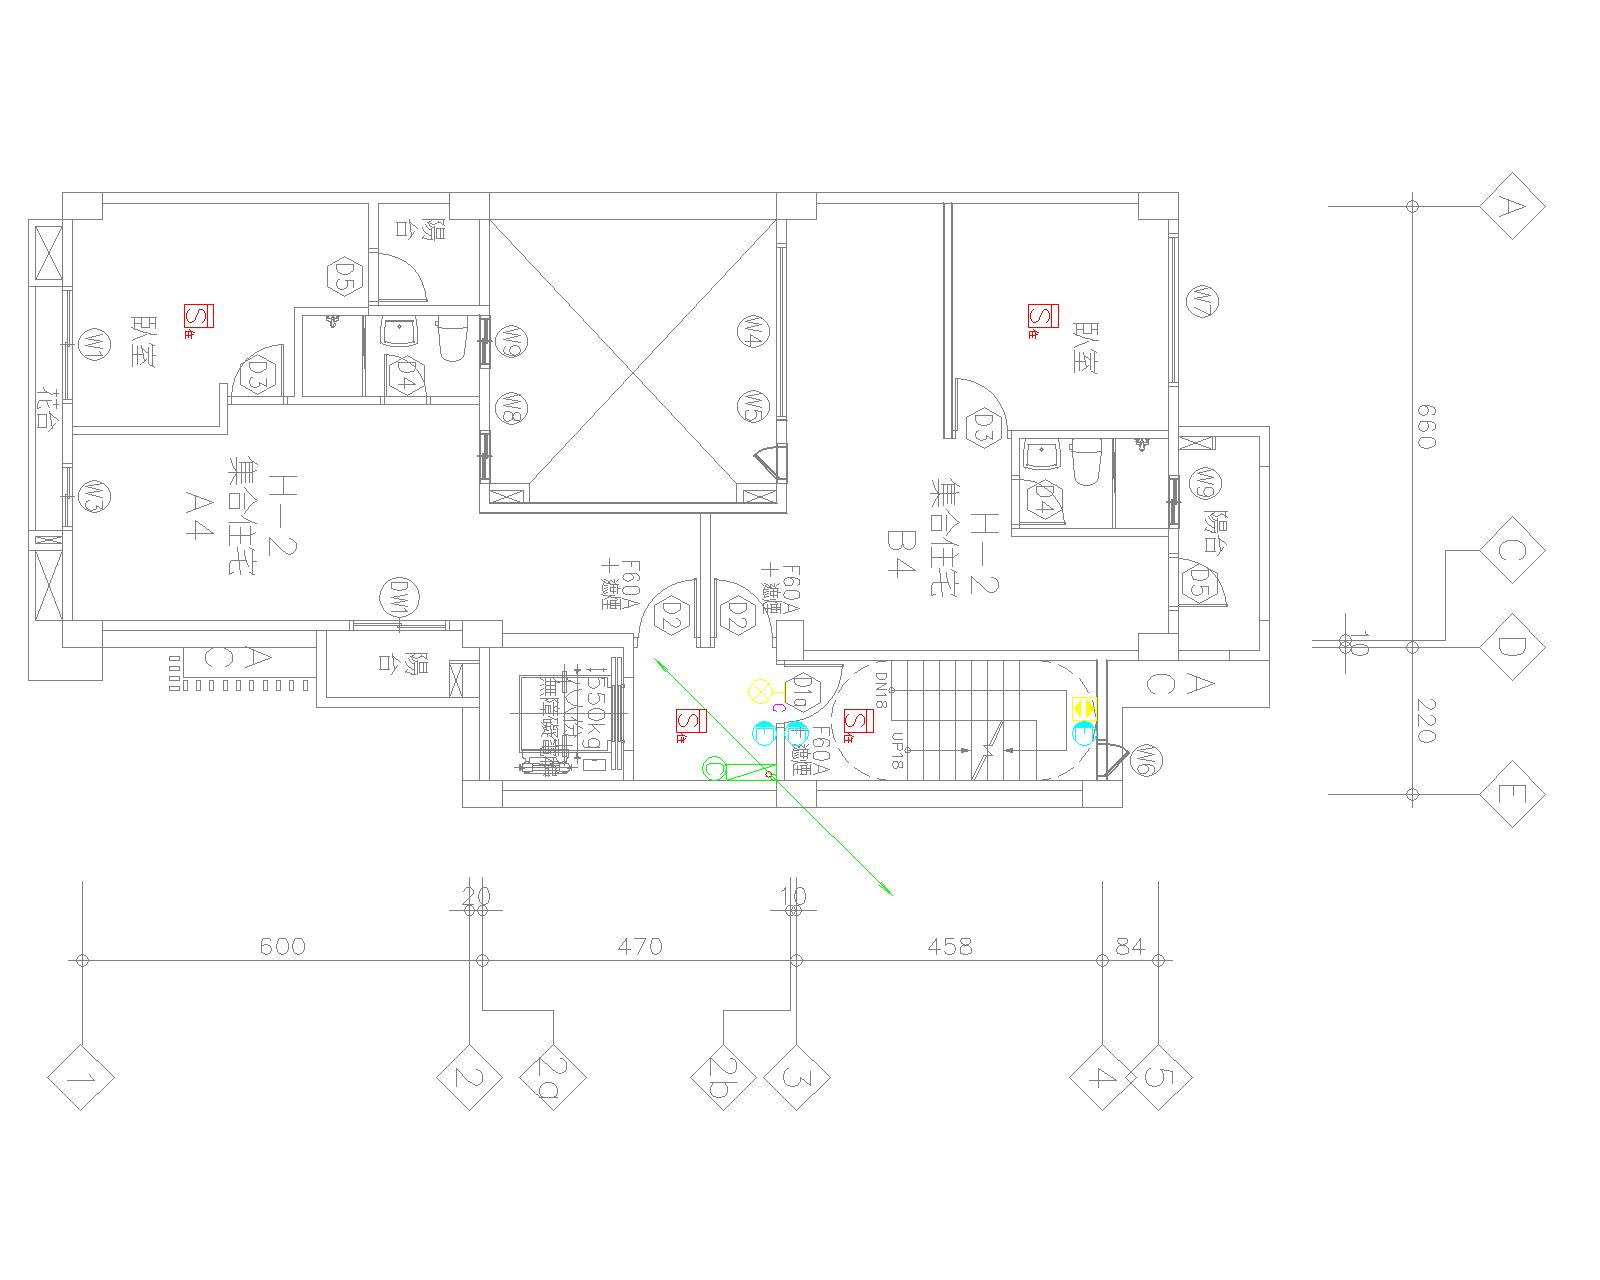 A
C
D
E
660
220
10
W7
W9
陽台
D5
A
C
W6
5
84
4
E
臥室
S住
D4
D3
H-2
集合住宅
B4
458
DN18
UP18
S住
F60A
+遮煙
D1a
E
C
E
F60A
+遮煙
10
3
W4
W5
D2
C
2b
S住
D2
F60A
+遮煙
470
550kg
八人份
無障礙電梯
2a
W9
W8
20
2
陽台
D4
DW1
陽台
D5
H-2
集合住宅
A4
600
D3
A
C
S住
臥室
W1
W3
1
花台